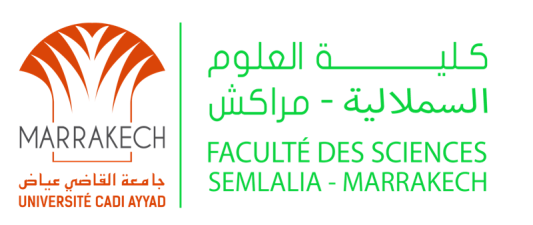 MARRAKECH
جامعة القاضي عياض
UNIVERSITÉ CADI AYYAD
كلية العلوم
السملالية - مراكش
FACULTÉ DES SCIENCES
SEMLALIA - MARRAKECH